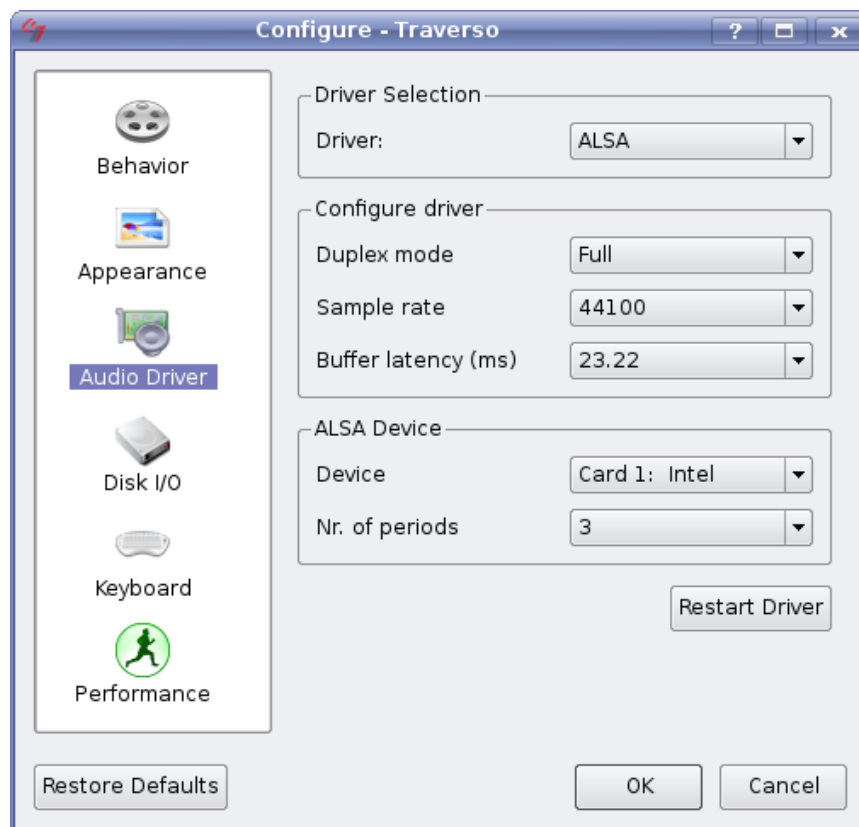 Configure - Traverso
Behavior
Appearance
Audio Driver
Disk I/O
Keyboard
Performance
Driver Selection
Driver: ALSA
Configure driver
Duplex mode Full
Sample rate 44100
Buffer latency (ms) 23.22
ALSA Device
Device Card 1: Intel
Nr. of periods 3
Restart Driver
Restore Defaults OK Cancel